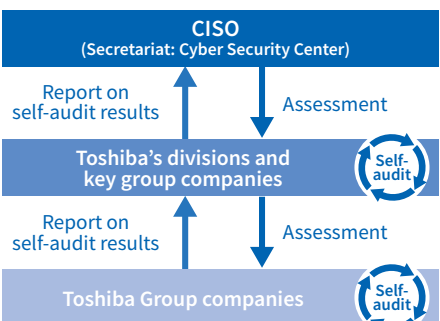 CISO
(Secretariat: Cyber Security Center)
Report on
self-audit results
Assessment
Toshiba's divisions and
key group companies
Self-
audit
Report on
self-audit results
Assessment
Toshiba Group companies
Self-
audit